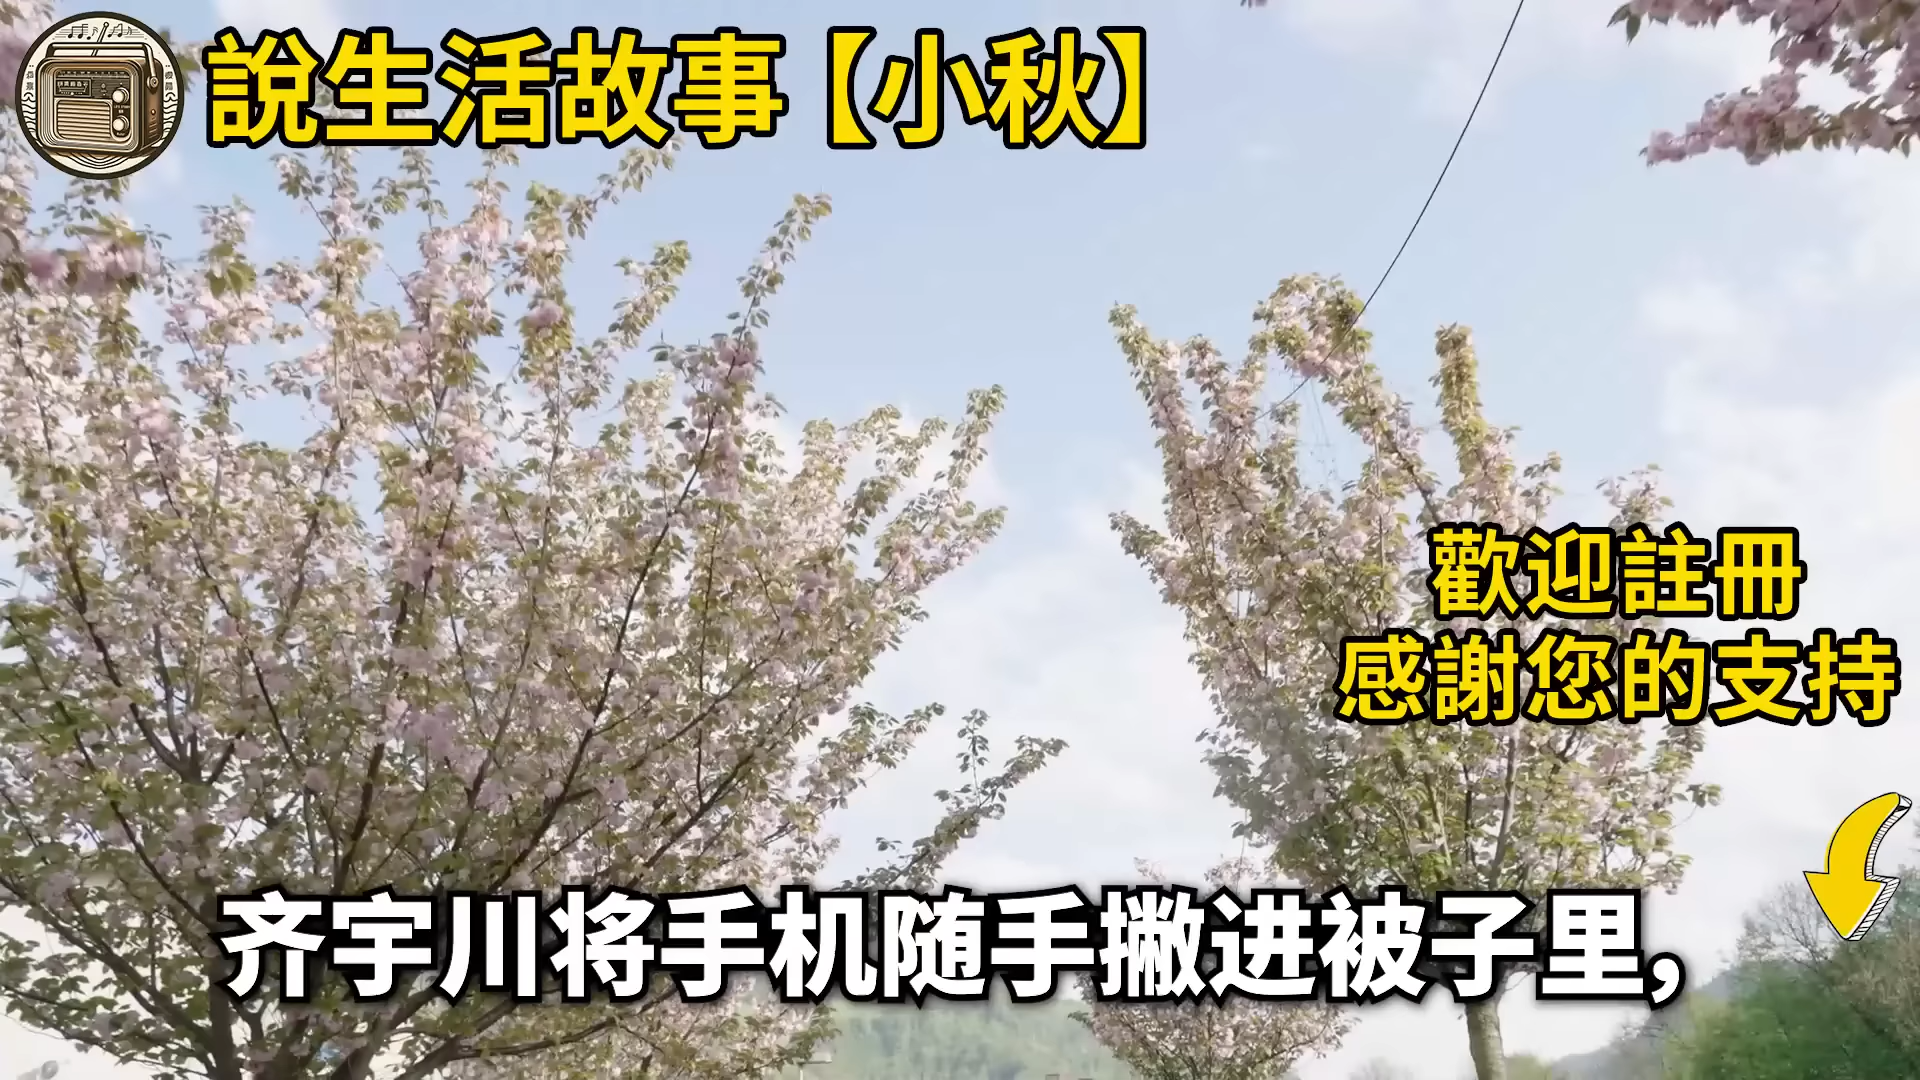 說生活故事【小秋】
歡迎註冊
感謝您的支持
齐宇川将手机随手撇进被子里,